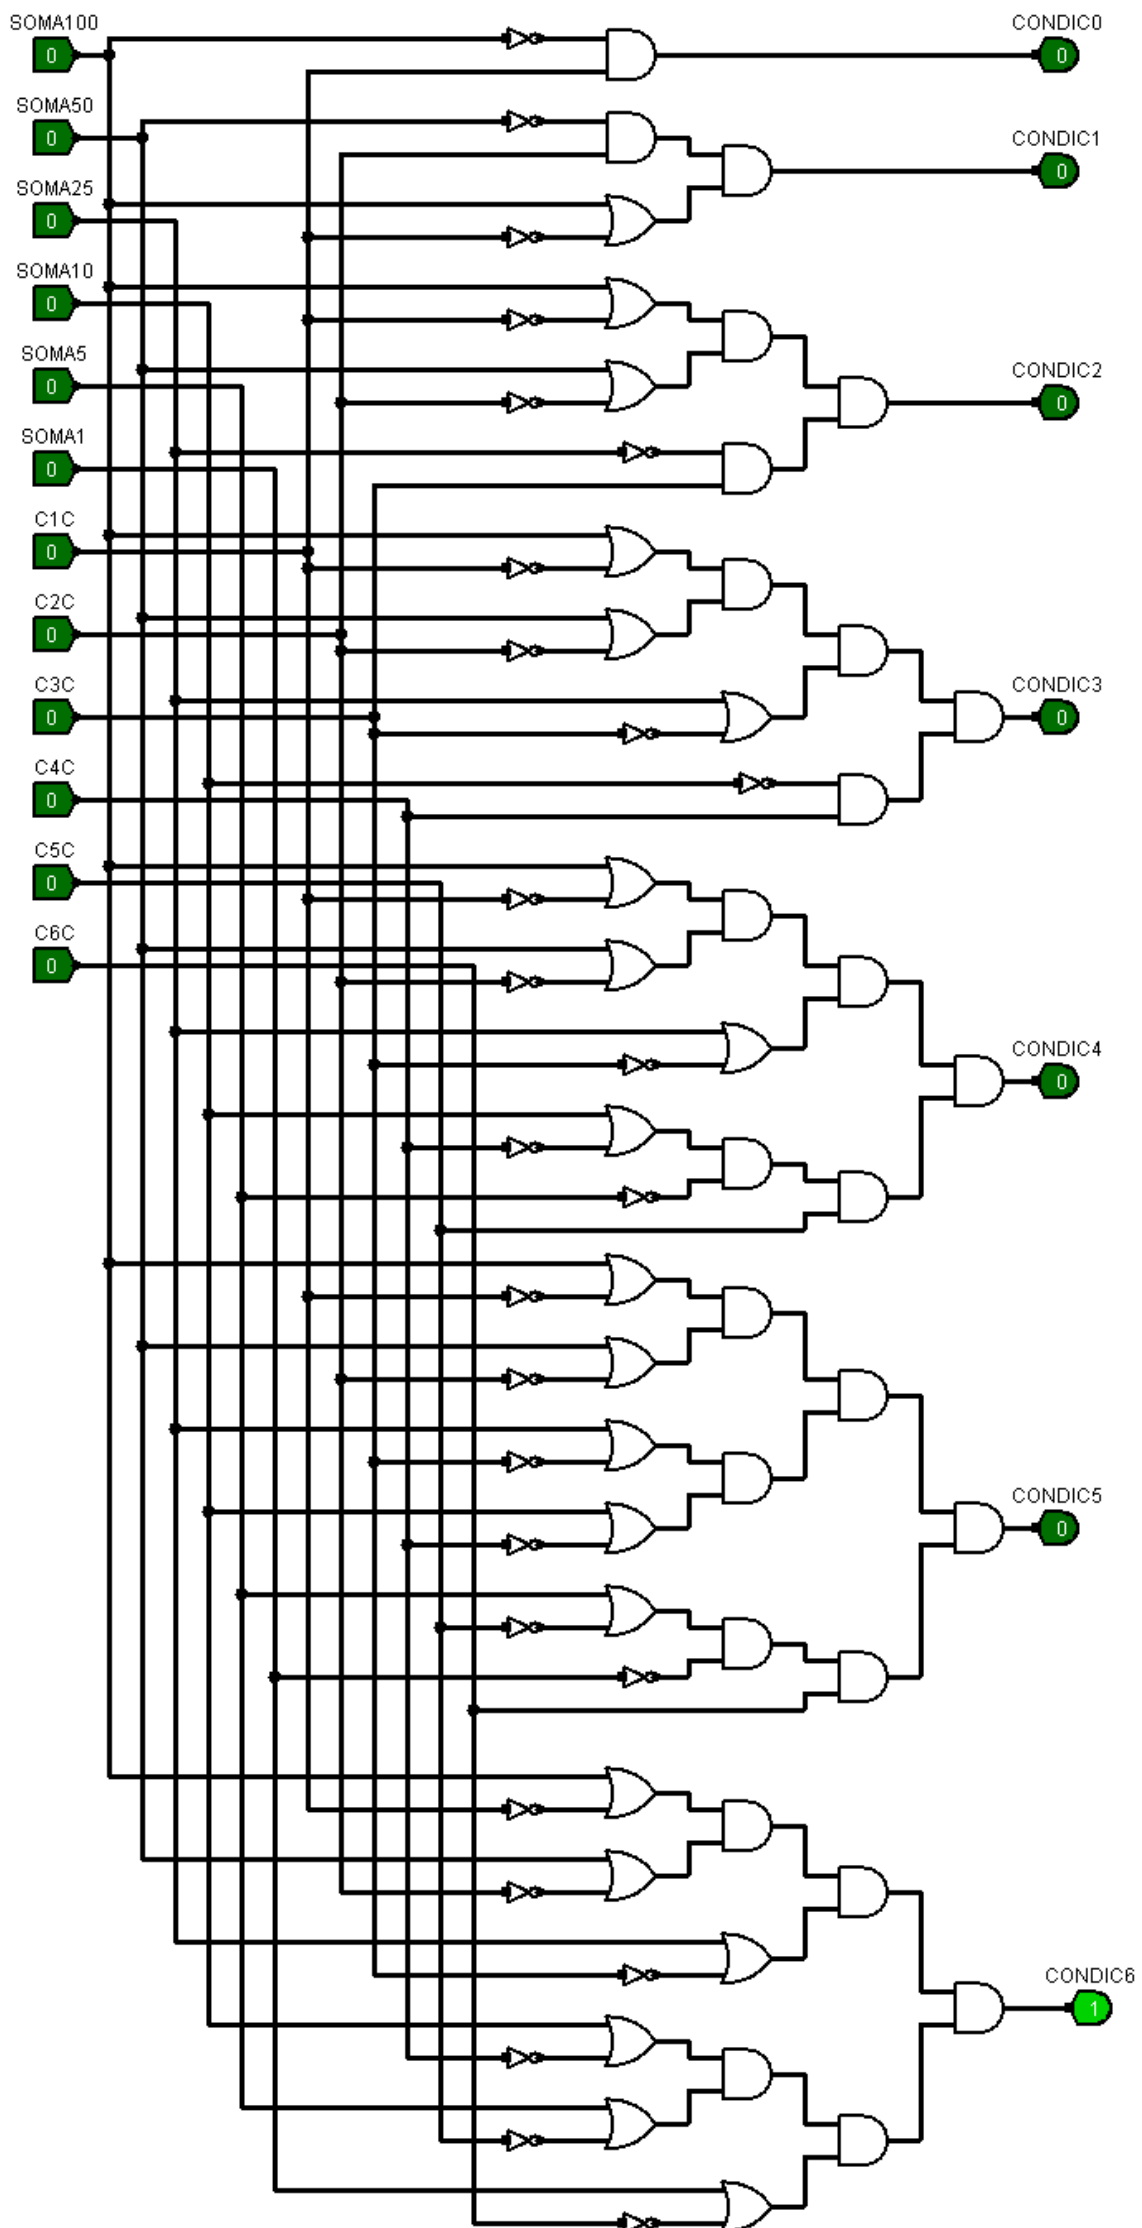 SOMA100
0
CONDIC0
0
SOMA50
0
CONDIC1
0
SOMA25
0
SOMA10
0
SOMA5
0
CONDIC2
0
SOMA1
0
C1C
0
C2C
0
C3C
0
CONDIC3
0
C4C
0
C5C
0
C6C
0
CONDIC4
0
CONDIC5
0
CONDIC6
1